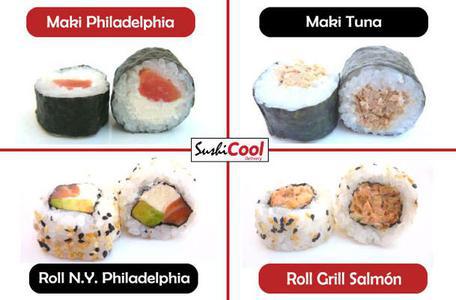 Maki Philadelphia
Maki Tuna
SushiCool
delivery
Roll N.Y. Philadelphia
Roll Grill Salmón